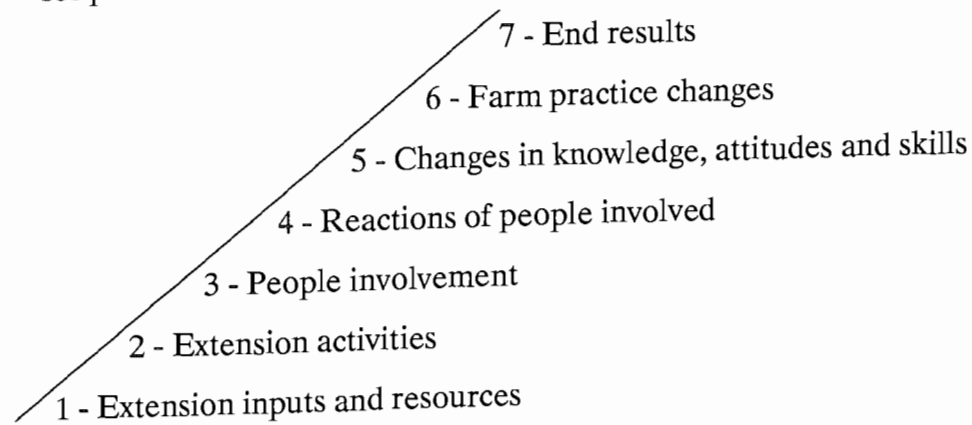 7 - End results
6 - Farm practice changes
5 - Changes in knowledge, attitudes and skills
4 - Reactions of people involved
3 - People involvement
2 - Extension activities
1 - Extension inputs and resources